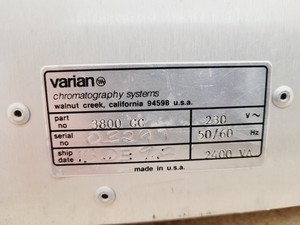 varian
chromatography systems
walnut creek, california 94598 u.s.a.
part no 3800 GC 230 v~
serial no 50/60 Hz
ship date 2400 VA
made in u.s.a.